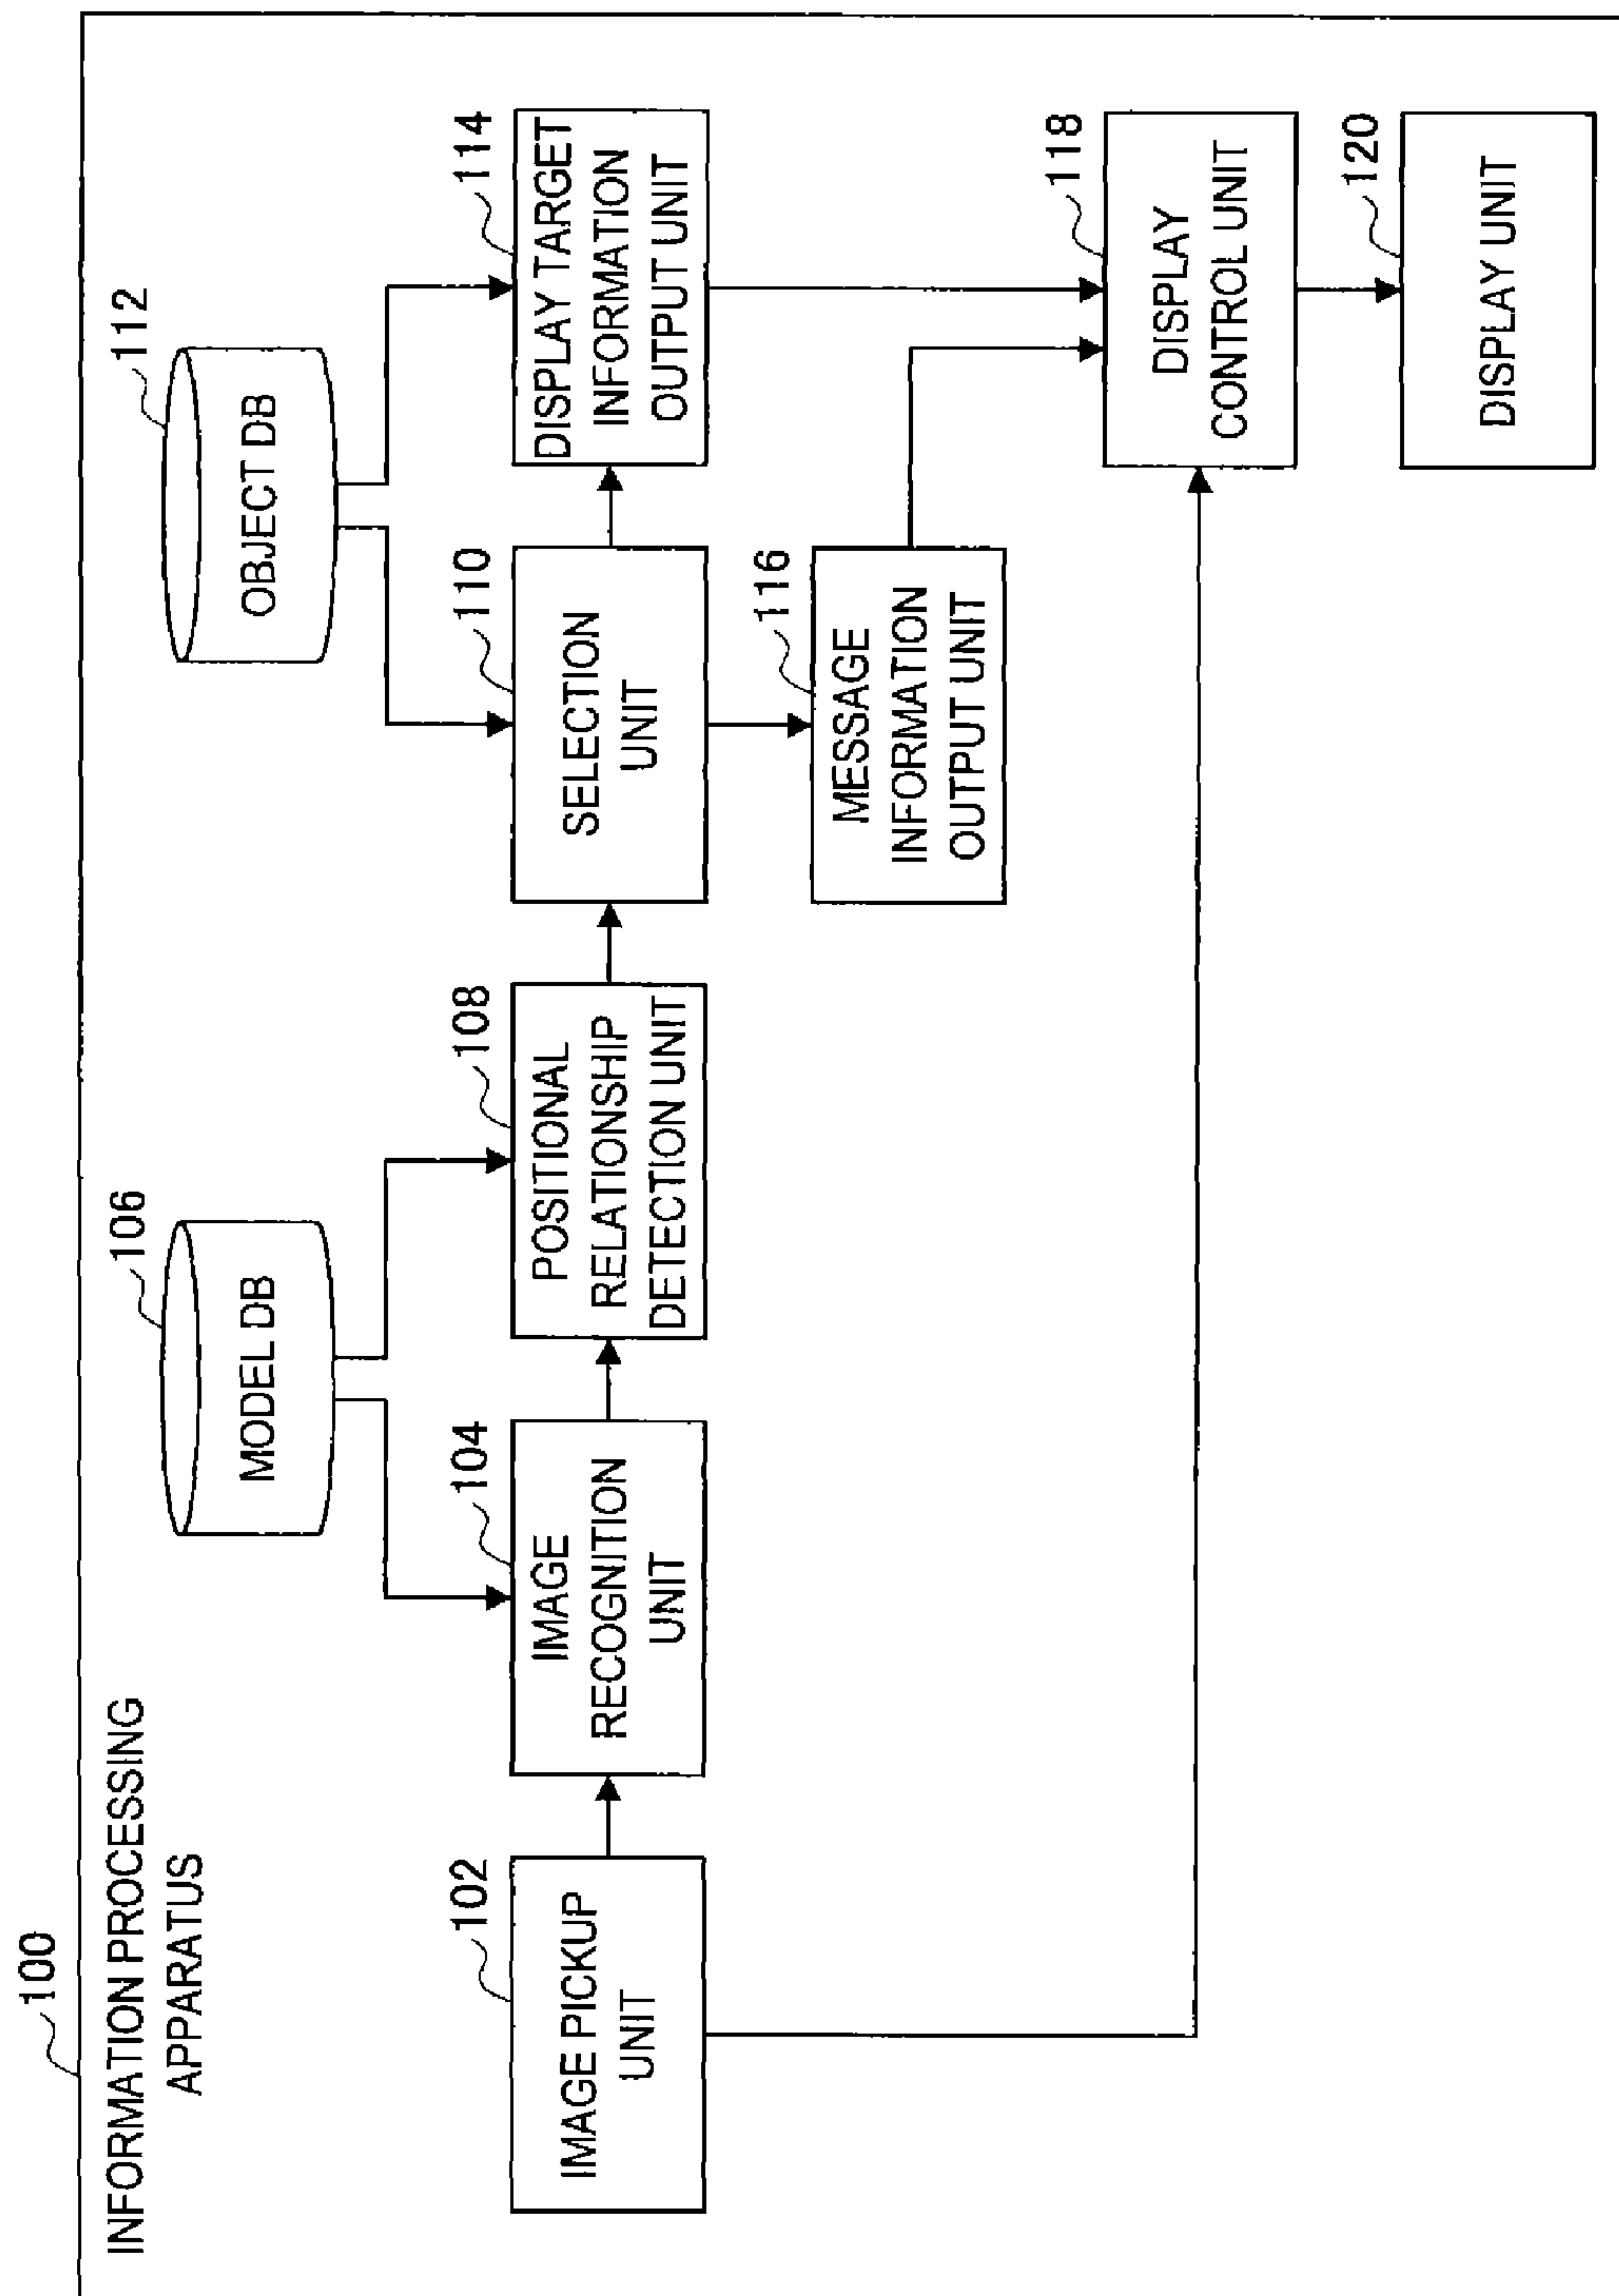 100
INFORMATION PROCESSING
APPARATUS
106
MODEL DB
112
OBJECT DB
102
IMAGE PICKUP
UNIT
104
IMAGE
RECOGNITION
UNIT
108
POSITIONAL
RELATIONSHIP
DETECTION UNIT
110
SELECTION
UNIT
114
DISPLAY TARGET
INFORMATION
OUTPUT UNIT
116
MESSAGE
INFORMATION
OUTPUT UNIT
118
DISPLAY
CONTROL UNIT
120
DISPLAY UNIT